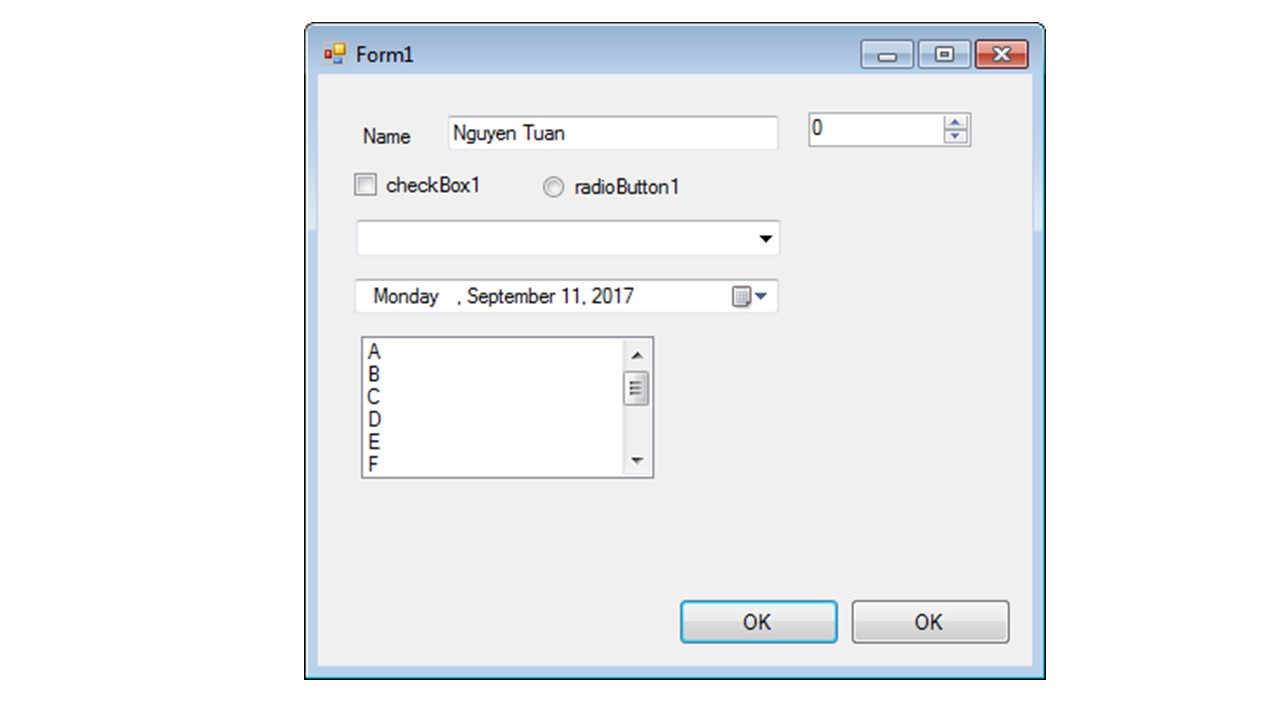 Form1
Name Nguyen Tuan 0
checkBox1 radioButton1
Monday , September 11, 2017
A
B
C
D
E
F
OK OK